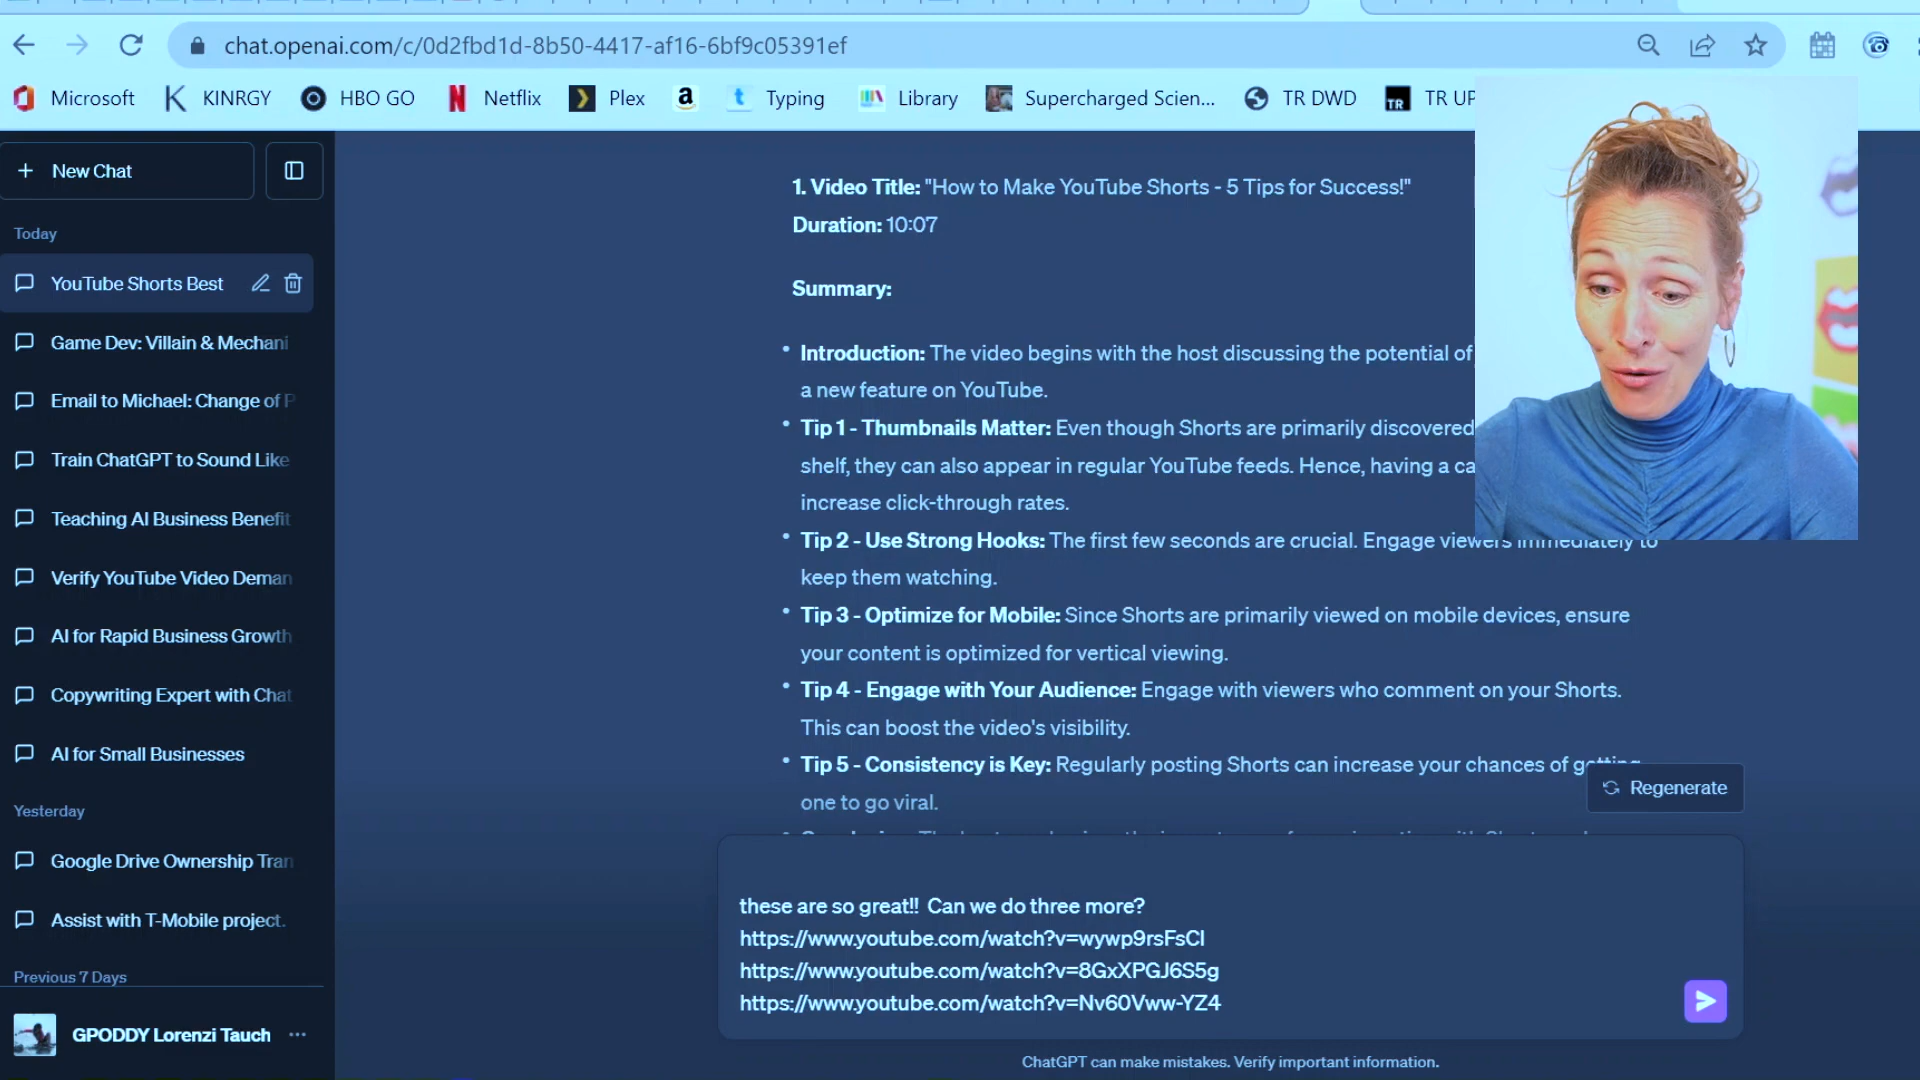 chat.openai.com/c/0d2fbd1d-8b50-4417-af16-6bf9c05391ef
Microsoft KINRGY HBO GO Netflix Plex a t Typing Library Supercharged Scien... TR DWD TR TR UP
New Chat
Today
YouTube Shorts Best
Game Dev: Villain & Mechani
Email to Michael: Change of P
Train ChatGPT to Sound Like
Teaching AI Business Benefit
Verify YouTube Video Deman
AI for Rapid Business Growth
Copywriting Expert with Chat
AI for Small Businesses
Yesterday
Google Drive Ownership Tran
Assist with T-Mobile project.
Previous 7 Days
GPODDY Lorenzi Tauch
1. Video Title: "How to Make YouTube Shorts - 5 Tips for Success!"
Duration: 10:07
Summary:
Introduction: The video begins with the host discussing the potential of
a new feature on YouTube.
Tip 1 - Thumbnails Matter: Even though Shorts are primarily discovered
shelf, they can also appear in regular YouTube feeds. Hence, having a ca
increase click-through rates.
Tip 2 - Use Strong Hooks: The first few seconds are crucial. Engage viewers immediately to
keep them watching.
Tip 3 - Optimize for Mobile: Since Shorts are primarily viewed on mobile devices, ensure
your content is optimized for vertical viewing.
Tip 4 - Engage with Your Audience: Engage with viewers who comment on your Shorts.
This can boost the video's visibility.
Tip 5 - Consistency is Key: Regularly posting Shorts can increase your chances of getting
one to go viral.
Regenerate
these are so great!! Can we do three more?
https://www.youtube.com/watch?v=wywp9rsFsCI
https://www.youtube.com/watch?v=8GxXPGJ6S5g
https://www.youtube.com/watch?v=Nv60Vww-YZ4
ChatGPT can make mistakes. Verify important information.